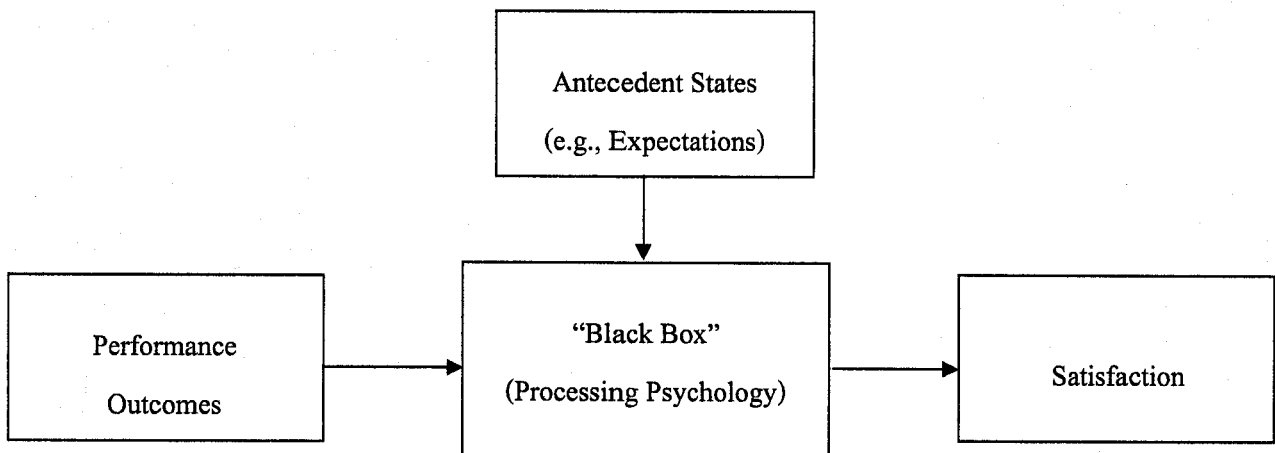 Antecedent States
(e.g., Expectations)
“Black Box”
(Processing Psychology)
Performance
Outcomes
Satisfaction